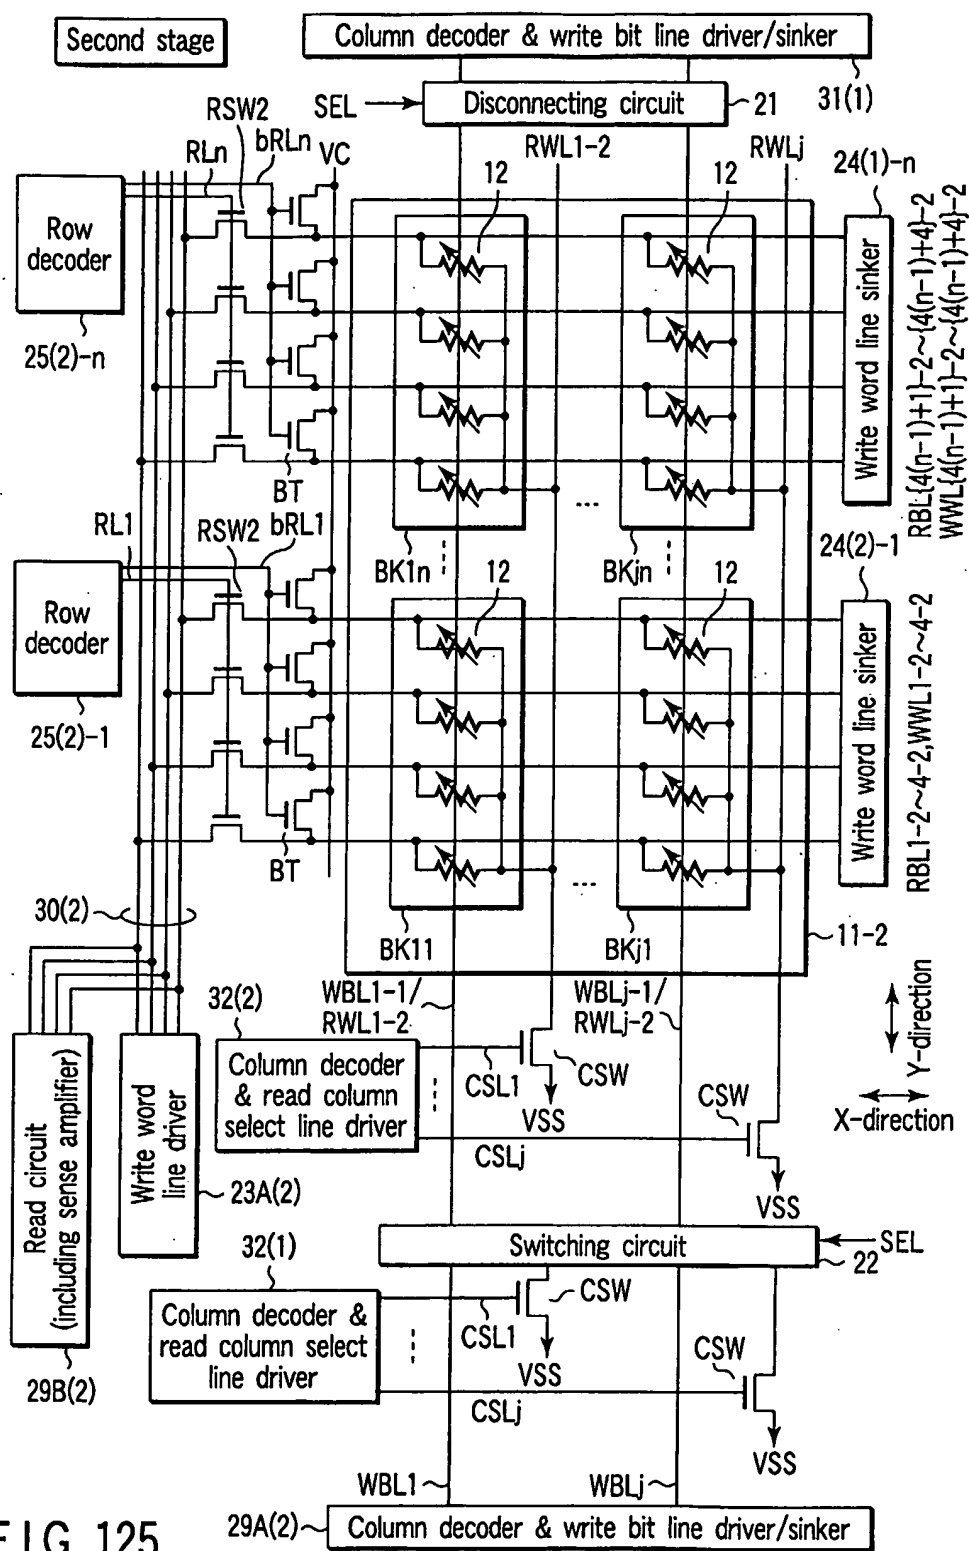 Second stage
Column decoder & write bit line driver/sinker
31(1)
SEL
Disconnecting circuit
21
RSW2
bRLn
RLn
VC
RWL1-2
RWLj
24(1)-n
12
12
Row
decoder
25(2)-n
Write word line sinker
RBL{4(n-1)+1}-2~{4(n-1)+4}-2
WWL{4(n-1)+1}-2~{4(n-1)+4}-2
BT
...
RL1
RSW2
bRL1
BK1n
BKjn
24(2)-1
12
12
Row
decoder
25(2)-1
Write word line sinker
RBL1-2~4-2,WWL1-2~4-2
BT
...
30(2)
BK11
BKj1
11-2
WBL1-1/
RWL1-2
WBLj-1/
RWLj-2
32(2)
Column decoder
& read column
select line driver
CSL1
CSW
VSS
CSW
CSLj
VSS
Y-direction
X-direction
Read circuit
(including sense amplifier)
Write word
line driver
23A(2)
Switching circuit
SEL
22
32(1)
Column decoder &
read column select
line driver
CSL1
CSW
VSS
CSW
CSLj
VSS
29B(2)
WBL1
WBLj
FIG. 125
29A(2)
Column decoder & write bit line driver/sinker